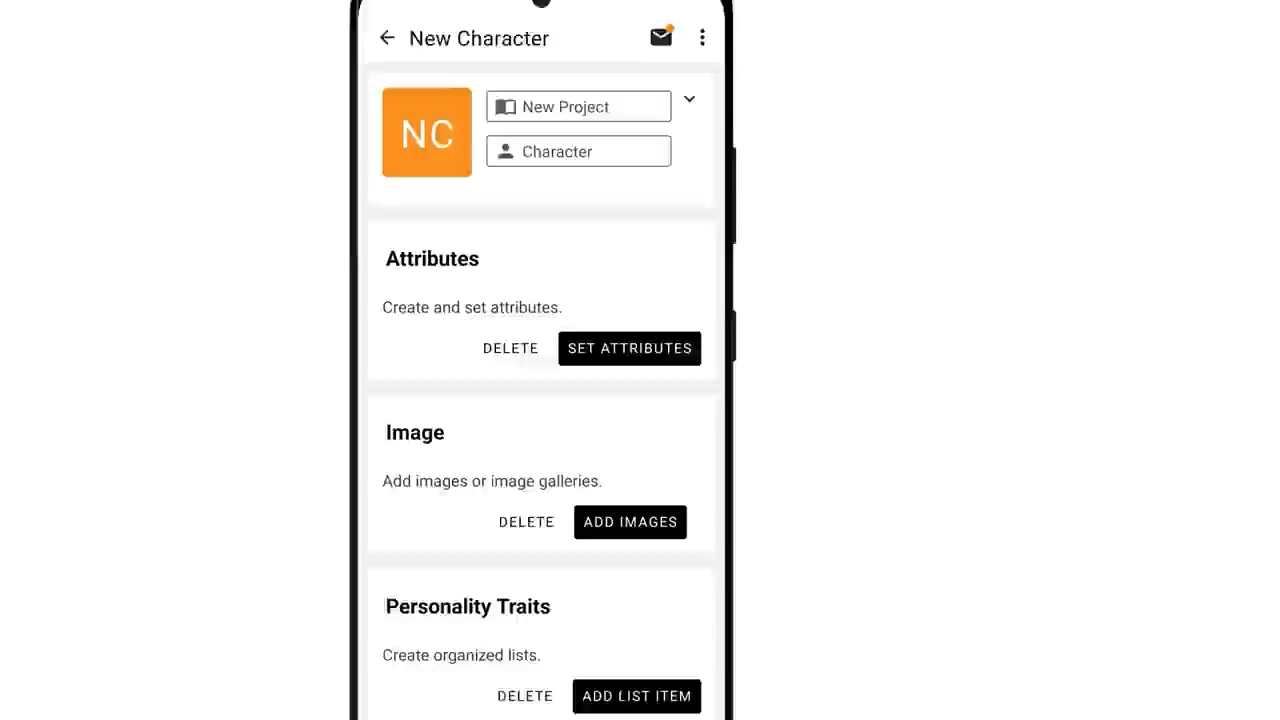 New Character
NC
New Project
Character
Attributes
Create and set attributes.
DELETE
SET ATTRIBUTES
Image
Add images or image galleries.
DELETE
ADD IMAGES
Personality Traits
Create organized lists.
DELETE
ADD LIST ITEM